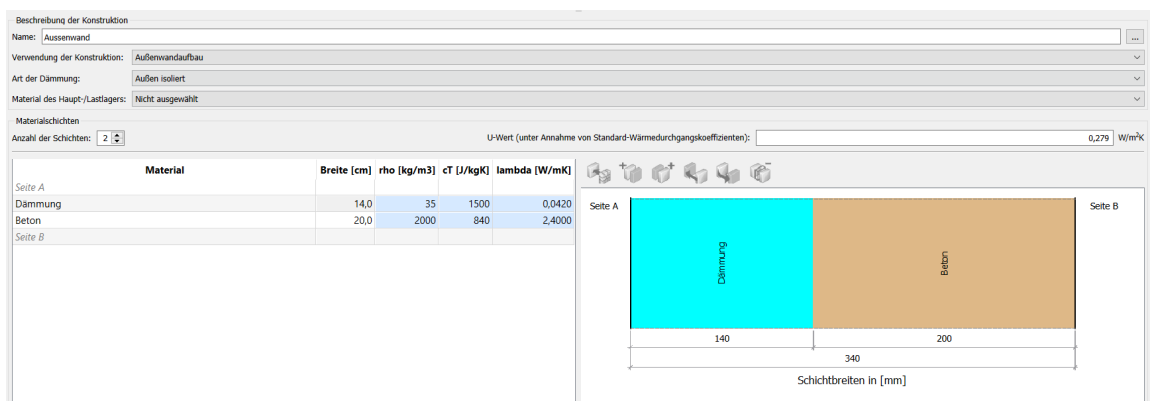 Beschreibung der Konstruktion
Name: Aussenwand ...
Verwendung der Konstruktion: Außenwandaufbau
Art der Dämmung: Außen isoliert
Material des Haupt-/Lastlagers: Nicht ausgewählt
Materialschichten
Anzahl der Schichten: 2 U-Wert (unter Annahme von Standard-Wärmedurchgangskoeffizienten): 0,279 W/m²K
Material Breite [cm] rho [kg/m3] cT [J/kgK] lambda [W/mK]
Seite A
Dämmung 14,0 35 1500 0,0420
Beton 20,0 2000 840 2,4000
Seite B
Seite A Seite B
Dämmung
Beton
140 200
340
Schichtbreiten in [mm]